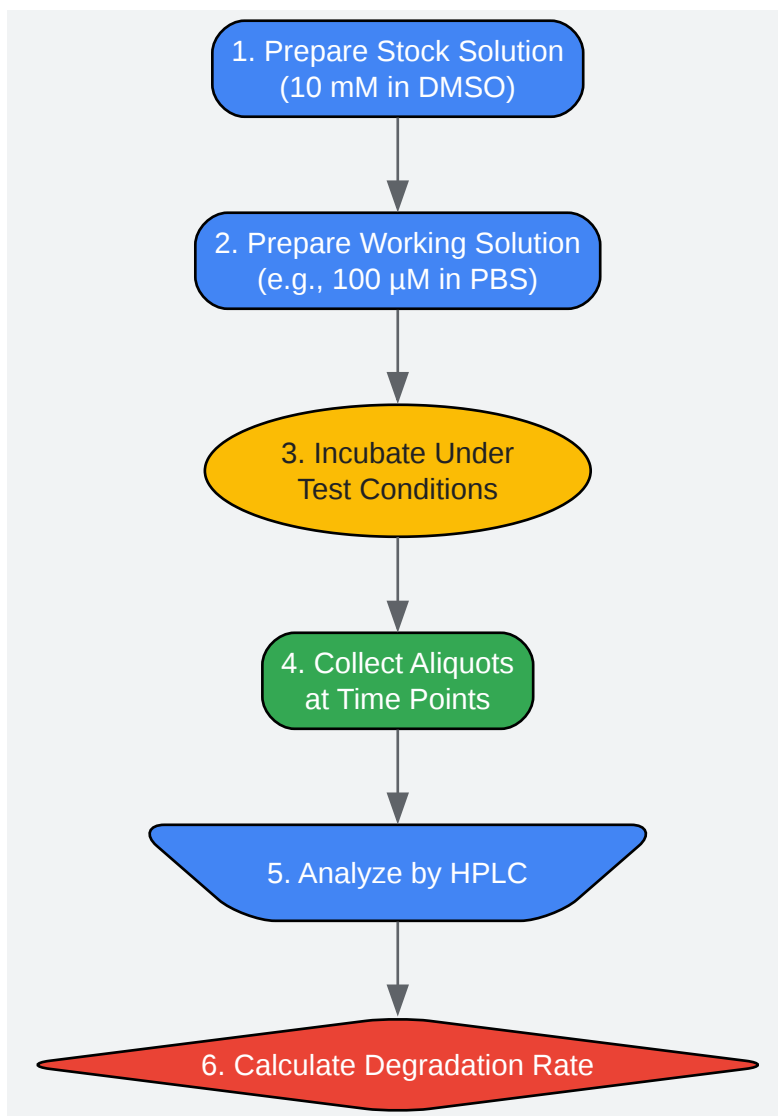 1. Prepare Stock Solution
(10 mM in DMSO)
2. Prepare Working Solution
(e.g., 100 µM in PBS)
3. Incubate Under
Test Conditions
4. Collect Aliquots
at Time Points
5. Analyze by HPLC
6. Calculate Degradation Rate